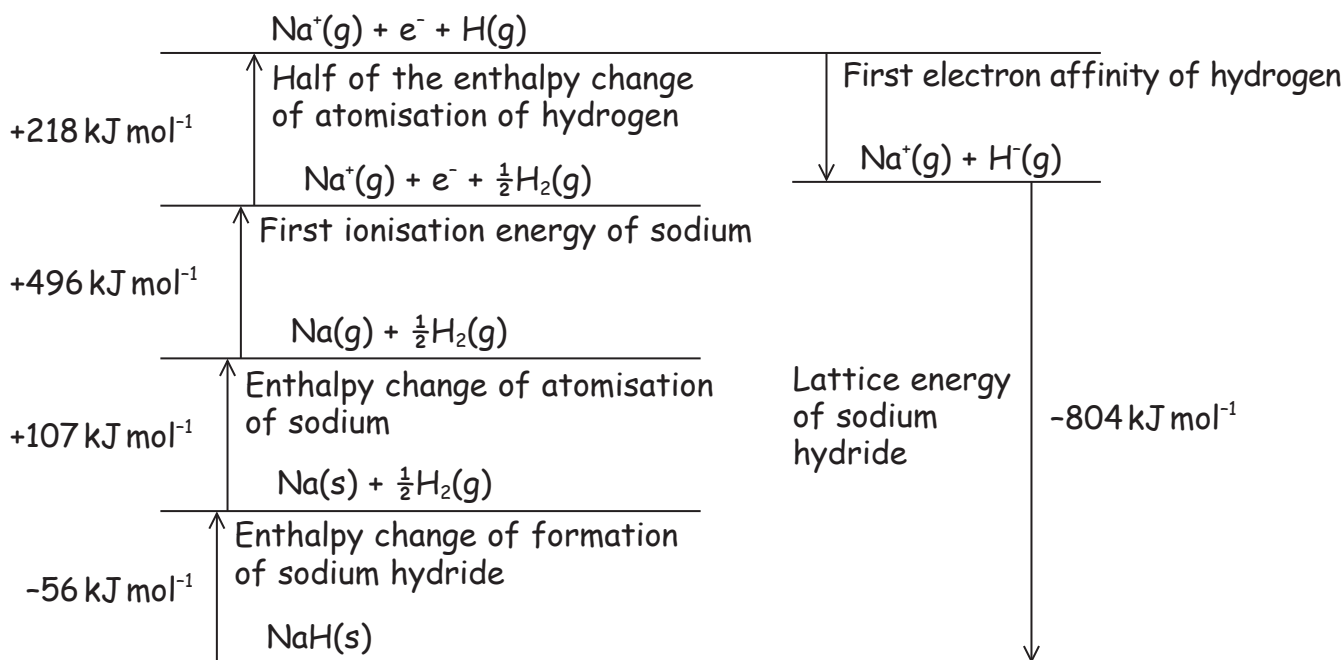 Na⁺(g) + e⁻ + H(g)
Half of the enthalpy change
of atomisation of hydrogen
+218 kJ mol⁻¹
First electron affinity of hydrogen
Na⁺(g) + H⁻(g)
Na⁺(g) + e⁻ + ½H₂(g)
First ionisation energy of sodium
+496 kJ mol⁻¹
Na(g) + ½H₂(g)
Enthalpy change of atomisation
of sodium
+107 kJ mol⁻¹
Lattice energy
of sodium
hydride
–804 kJ mol⁻¹
Na(s) + ½H₂(g)
Enthalpy change of formation
of sodium hydride
–56 kJ mol⁻¹
NaH(s)